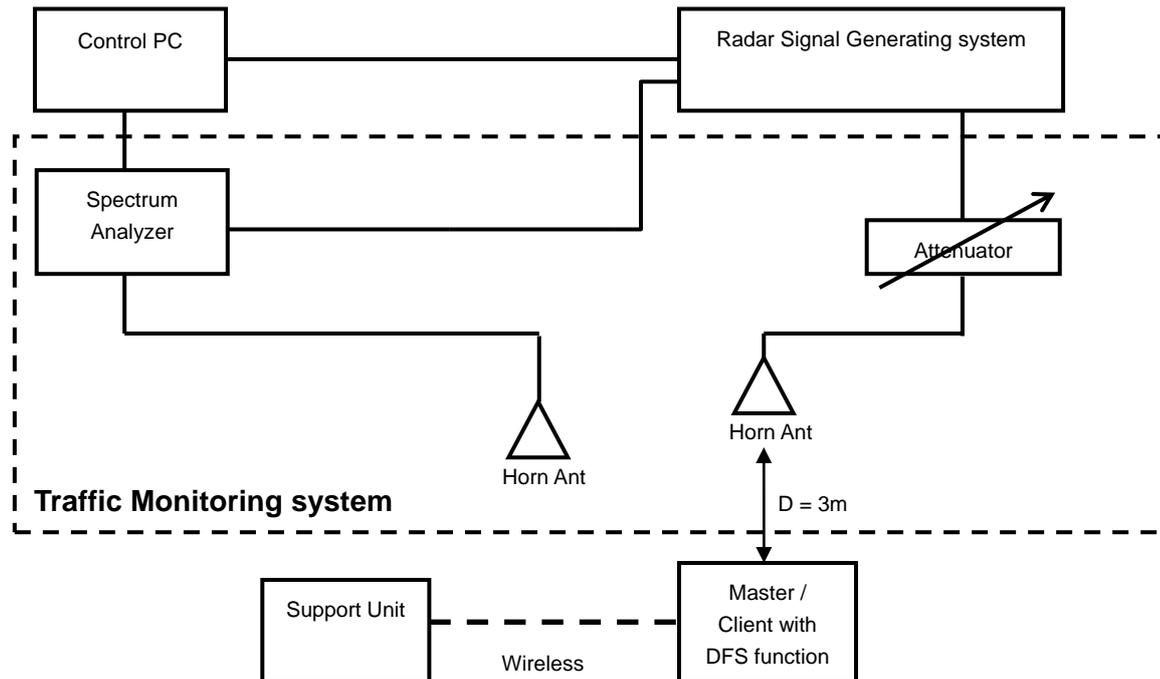 Control PC
Radar Signal Generating system
Spectrum
Analyzer
Attenuator
Horn Ant
Horn Ant
Traffic Monitoring system
D = 3m
Support Unit
Wireless
Master /
Client with
DFS function